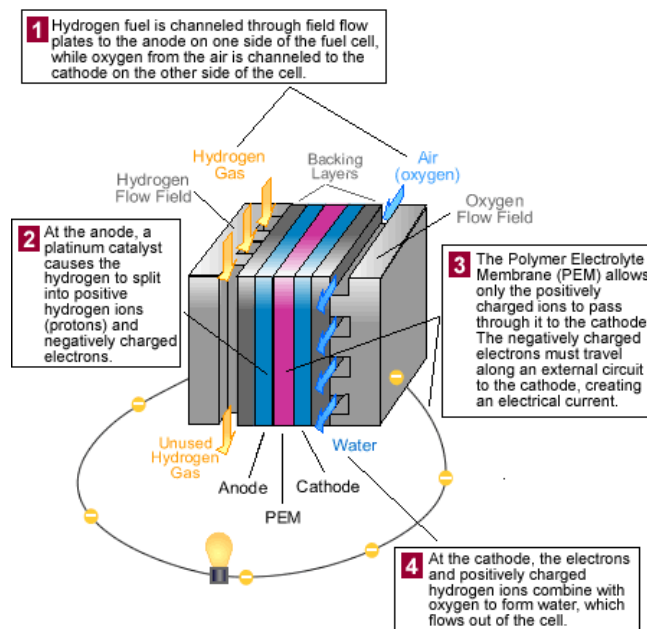 1 Hydrogen fuel is channeled through field flow
plates to the anode on one side of the fuel cell,
while oxygen from the air is channeled to the
cathode on the other side of the cell.
Hydrogen
Gas
Backing
Layers
Air
(oxygen)
Hydrogen
Flow Field
Oxygen
Flow Field
2 At the anode, a
platinum catalyst
causes the
hydrogen to split
into positive
hydrogen ions
(protons) and
negatively charged
electrons.
3 The Polymer Electrolyte
Membrane (PEM) allows
only the positively
charged ions to pass
through it to the cathode
The negatively charged
electrons must travel
along an external circuit
to the cathode, creating
an electrical current.
Unused
Hydrogen
Gas
Water
Anode
Cathode
PEM
4 At the cathode, the electrons
and positively charged
hydrogen ions combine with
oxygen to form water, which
flows out of the cell.